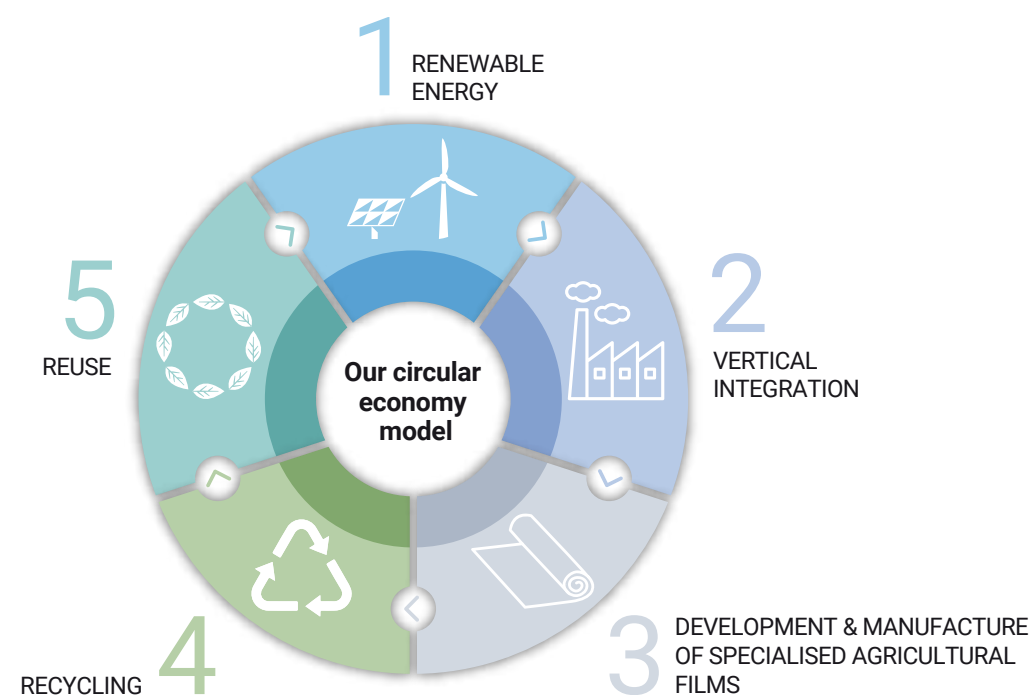 1
RENEWABLE
ENERGY
2
VERTICAL
INTEGRATION
3
DEVELOPMENT & MANUFACTURE
OF SPECIALISED AGRICULTURAL
FILMS
4
RECYCLING
5
REUSE
Our circular
economy
model